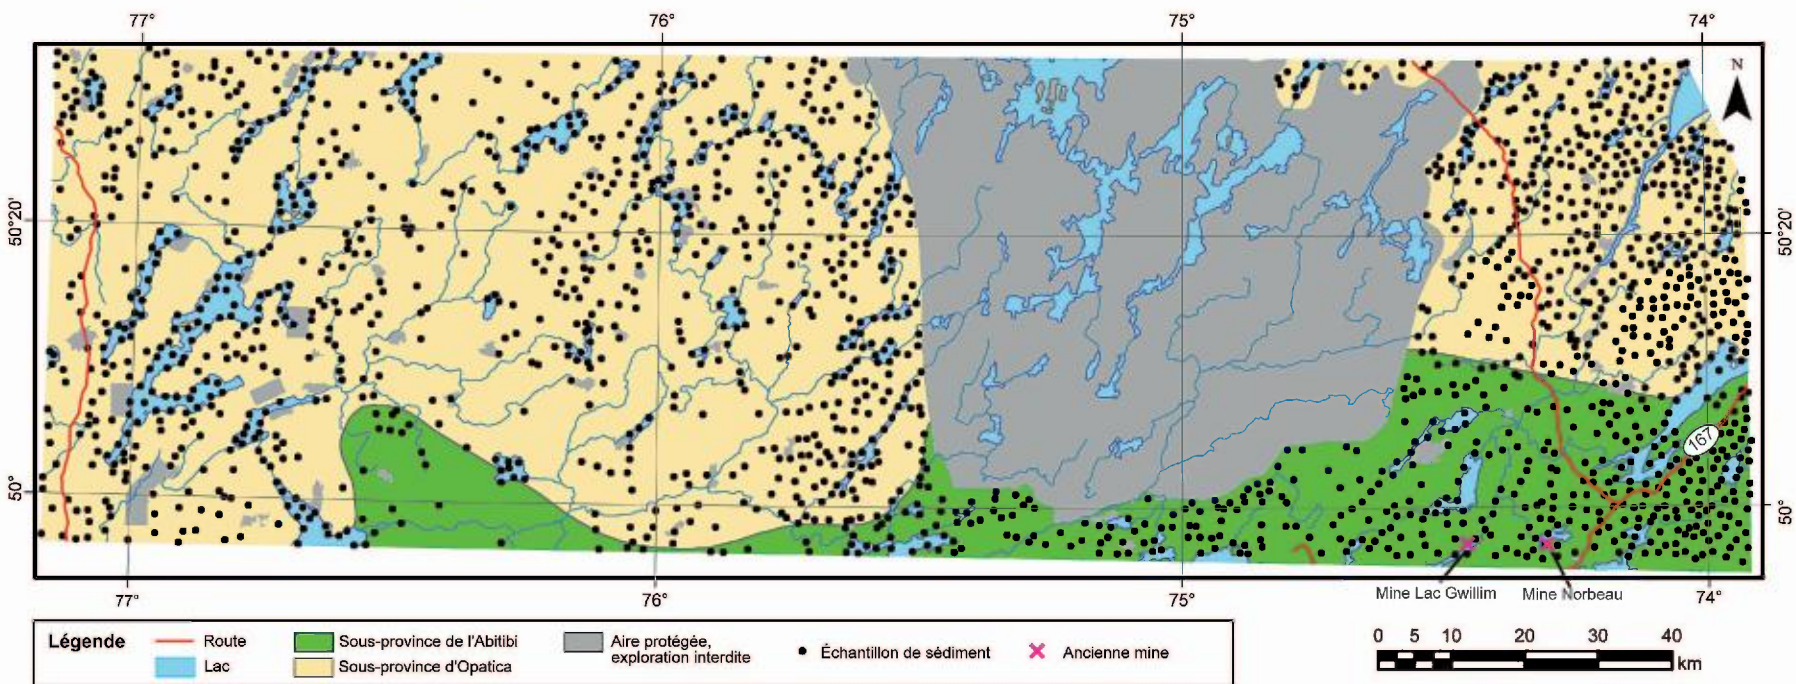 77° 76° 75° 74°
N
50°20' 50°20'
167
50° 50°
77° 76° 75° 74°
Mine Lac Gwillim Mine Norbeau
Légende
Route
Lac
Sous-province de l'Abitibi
Sous-province d'Opatica
Aire protégée,
exploration interdite
Échantillon de sédiment
Ancienne mine
0 5 10 20 30 40
km